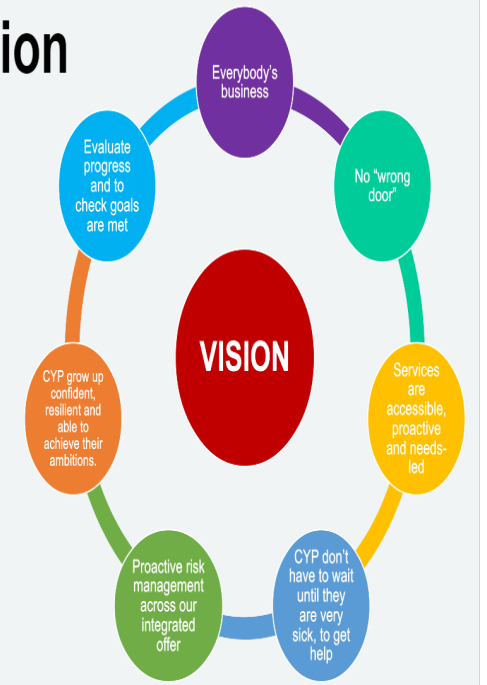 ion
Everybody's
business
No “wrong
door”
Services
are
accessible,
proactive
and needs-
led
CYP don't
have to wait
until they
are very
sick, to get
help
Proactive risk
management
across our
integrated
offer
CYP grow up
confident,
resilient and
able to
achieve their
ambitions.
Evaluate
progress
and to
check goals
are met
VISION